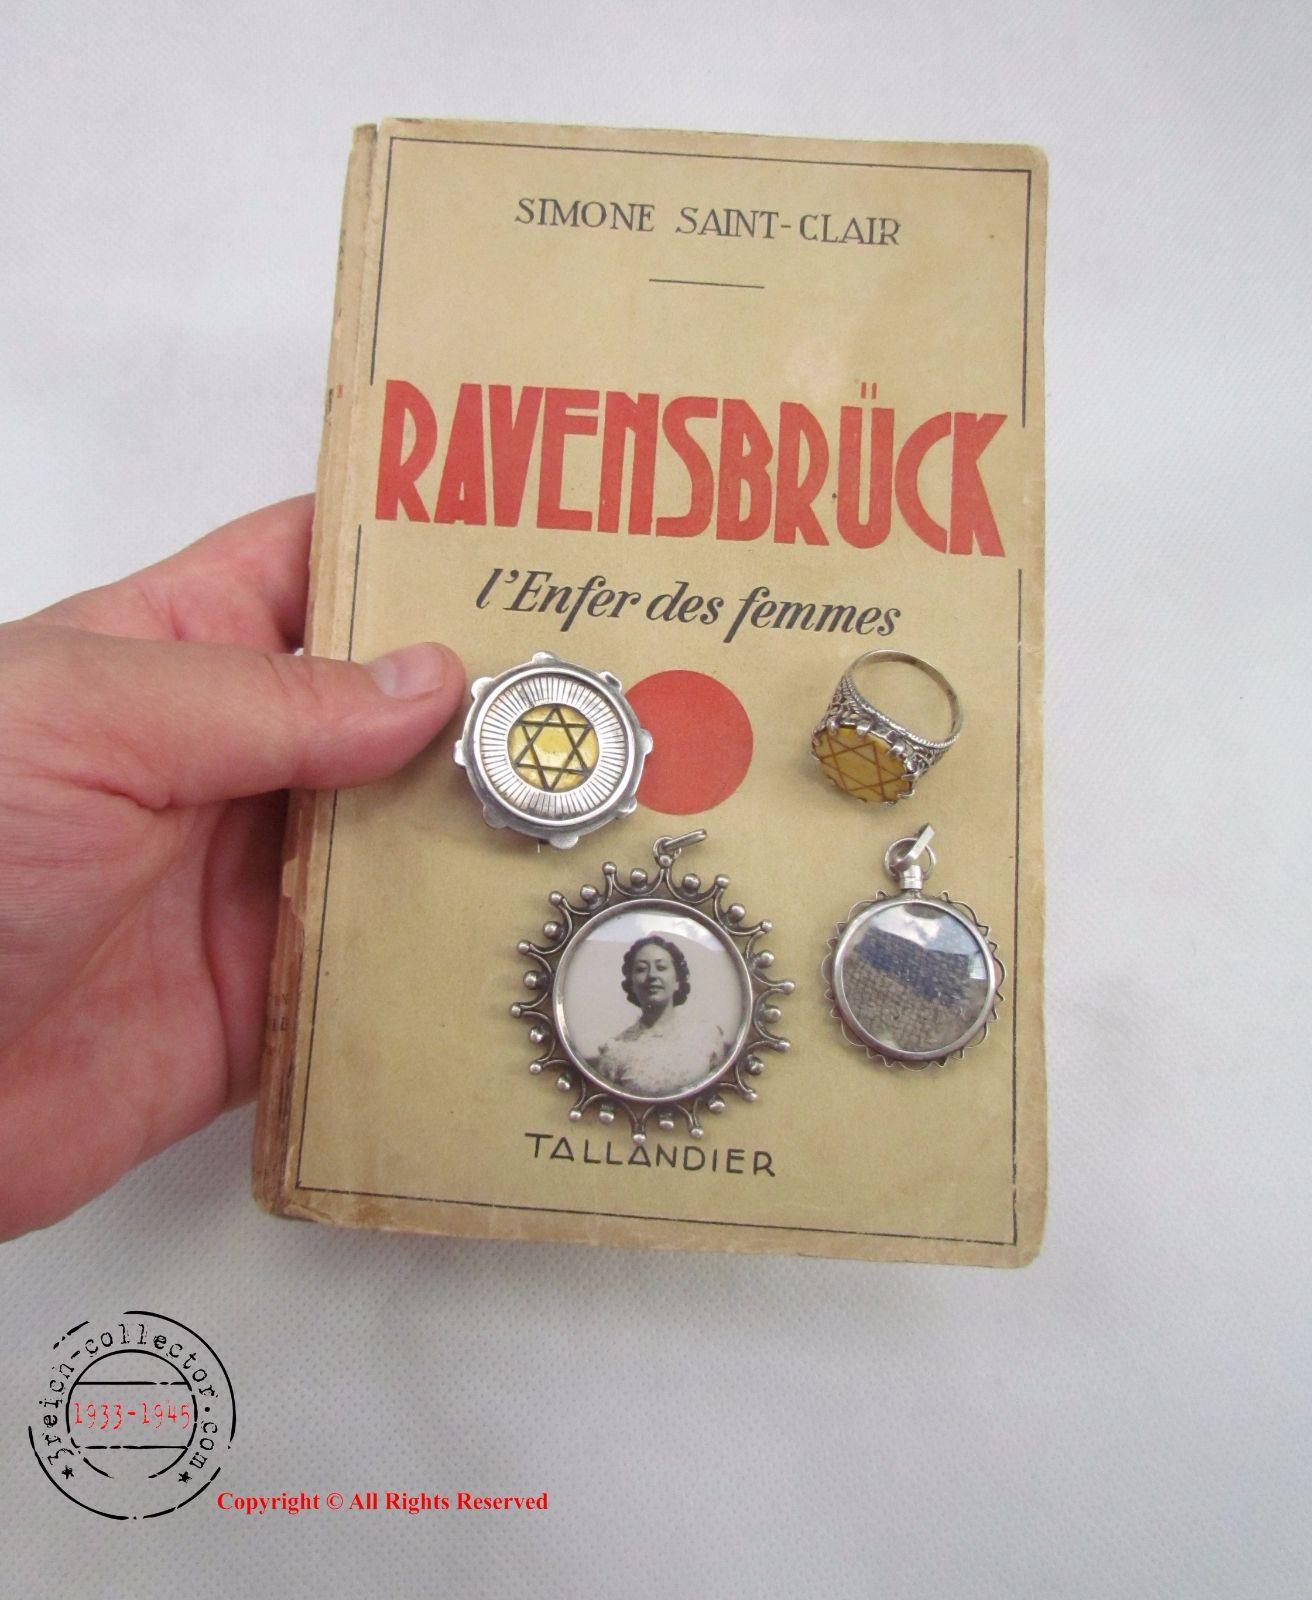 SIMONE SAINT-CLAIR
RAVENSBRÜCK
l'Enfer des femmes
TALLANDIER
3reich-collector.com
1933-1945
Copyright © All Rights Reserved